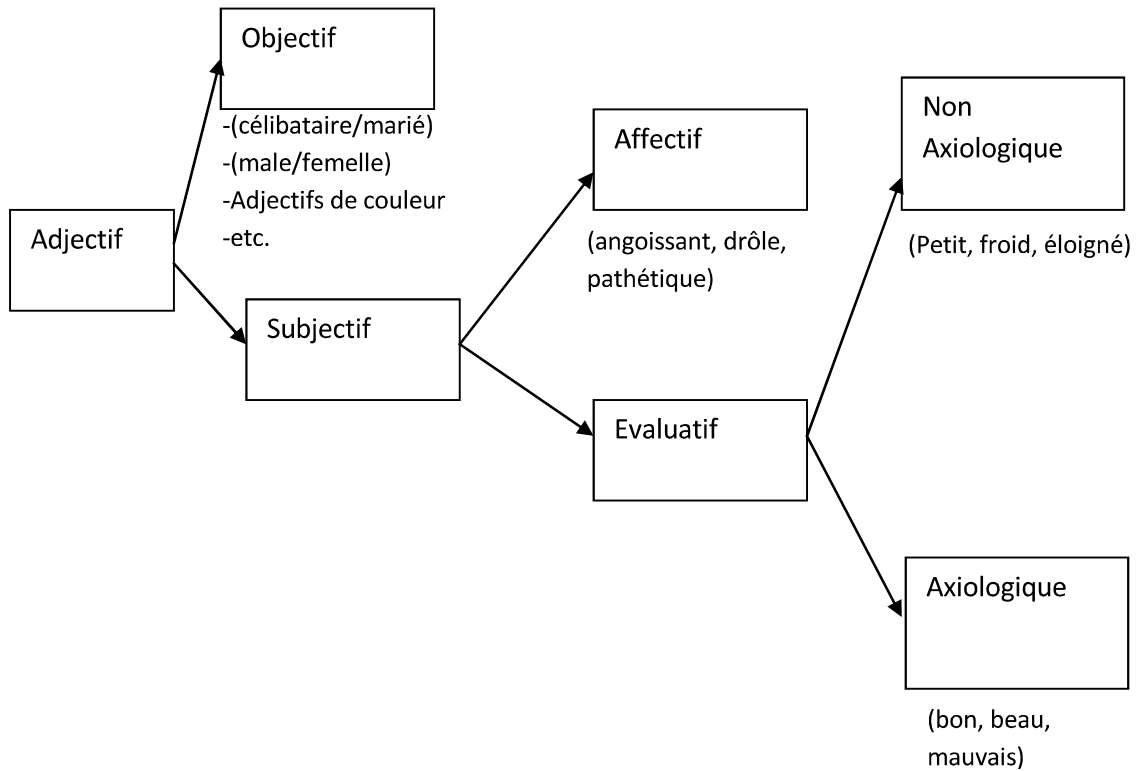 Objectif
-(célibataire/marié)
-(male/femelle)
-Adjectifs de couleur
-etc.
Adjectif
Subjectif
Affectif
(angoissant, drôle,
pathétique)
Evaluatif
Non
Axiologique
(Petit, froid, éloigné)
Axiologique
(bon, beau,
mauvais)